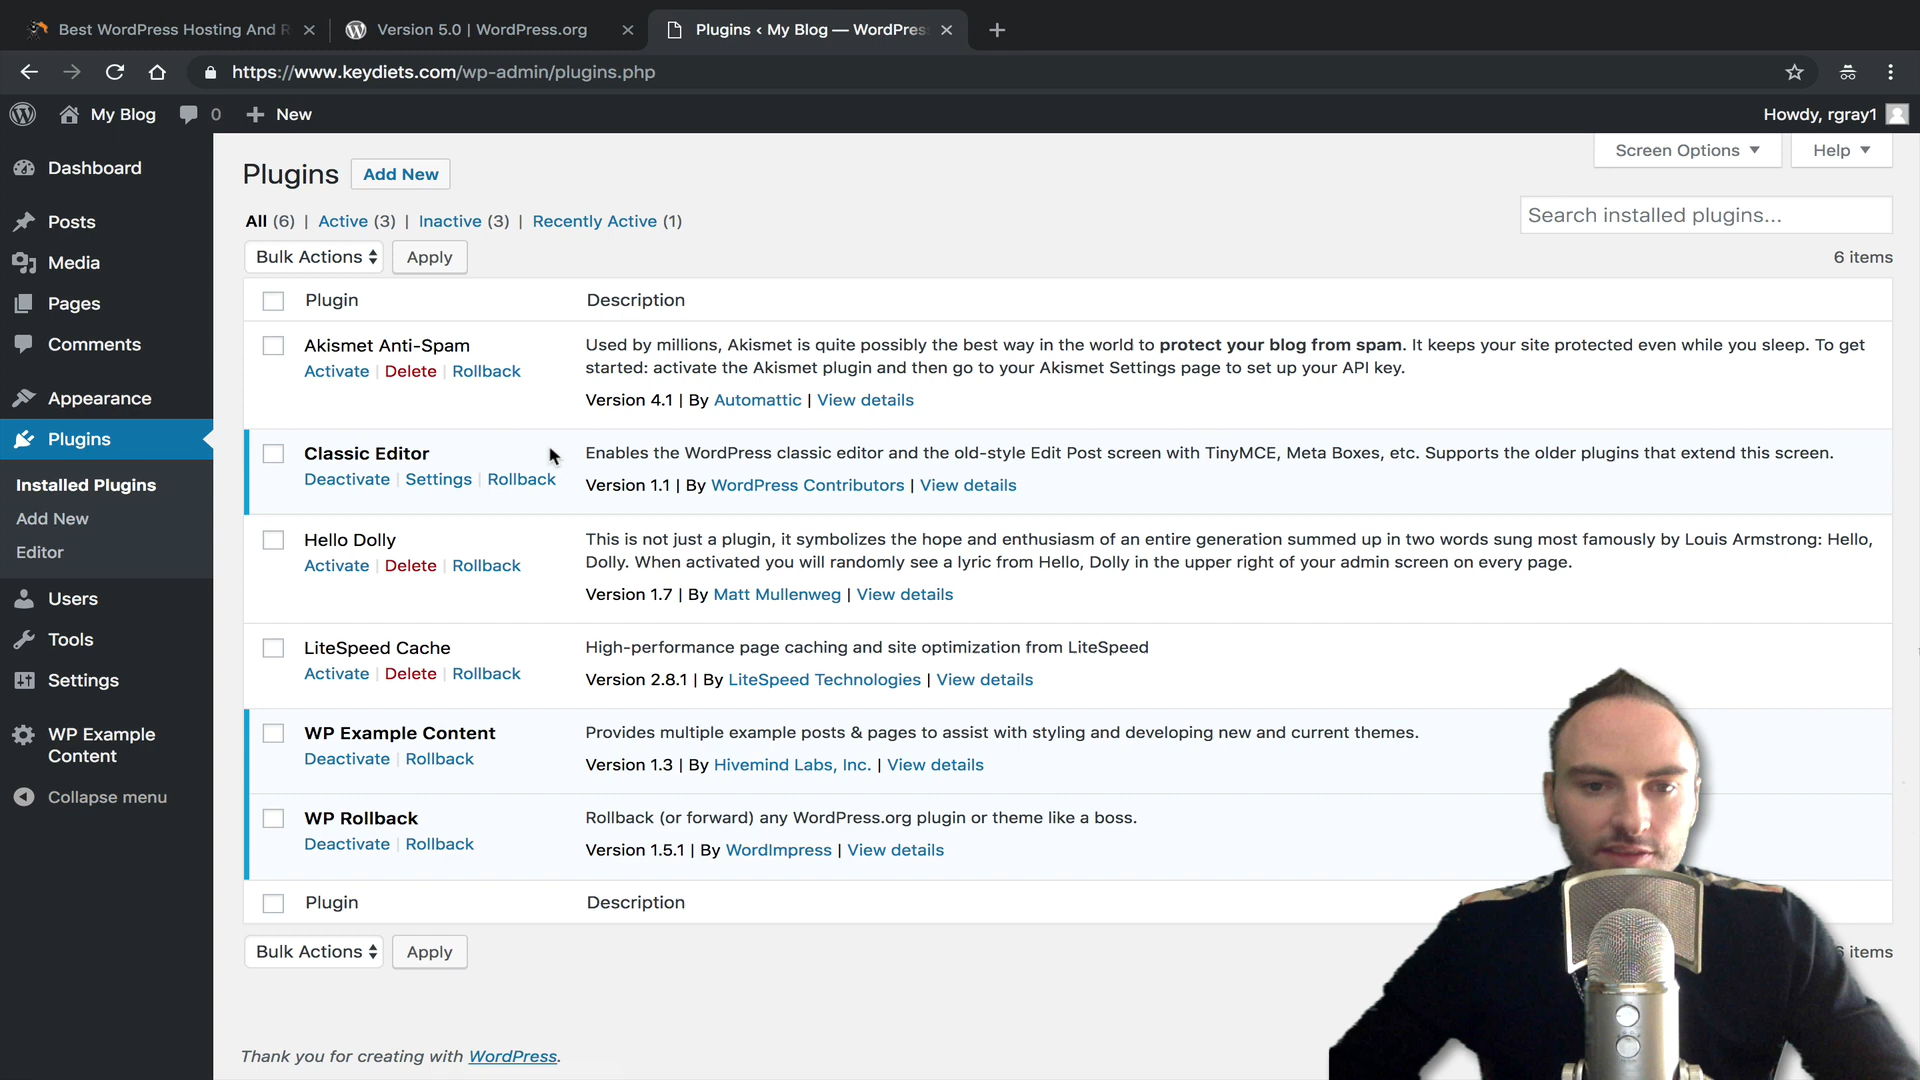 Best WordPress Hosting And R
Version 5.0 | WordPress.org
Plugins ‹ My Blog — WordPres
https://www.keydiets.com/wp-admin/plugins.php
My Blog 0 New
Howdy, rgray1
Dashboard
Posts
Media
Pages
Comments
Appearance
Plugins
Installed Plugins
Add New
Editor
Users
Tools
Settings
WP Example
Content
Collapse menu
Screen Options Help
Plugins Add New
All (6) | Active (3) | Inactive (3) | Recently Active (1)
Search installed plugins...
Bulk Actions Apply
6 items
Plugin Description
Akismet Anti-Spam
Activate | Delete | Rollback
Used by millions, Akismet is quite possibly the best way in the world to protect your blog from spam. It keeps your site protected even while you sleep. To get
started: activate the Akismet plugin and then go to your Akismet Settings page to set up your API key.
Version 4.1 | By Automattic | View details
Classic Editor
Deactivate | Settings | Rollback
Enables the WordPress classic editor and the old-style Edit Post screen with TinyMCE, Meta Boxes, etc. Supports the older plugins that extend this screen.
Version 1.1 | By WordPress Contributors | View details
Hello Dolly
Activate | Delete | Rollback
This is not just a plugin, it symbolizes the hope and enthusiasm of an entire generation summed up in two words sung most famously by Louis Armstrong: Hello,
Dolly. When activated you will randomly see a lyric from Hello, Dolly in the upper right of your admin screen on every page.
Version 1.7 | By Matt Mullenweg | View details
LiteSpeed Cache
Activate | Delete | Rollback
High-performance page caching and site optimization from LiteSpeed
Version 2.8.1 | By LiteSpeed Technologies | View details
WP Example Content
Deactivate | Rollback
Provides multiple example posts & pages to assist with styling and developing new and current themes.
Version 1.3 | By Hivemind Labs, Inc. | View details
WP Rollback
Deactivate | Rollback
Rollback (or forward) any WordPress.org plugin or theme like a boss.
Version 1.5.1 | By WordImpress | View details
Plugin Description
Bulk Actions Apply
6 items
Thank you for creating with WordPress.